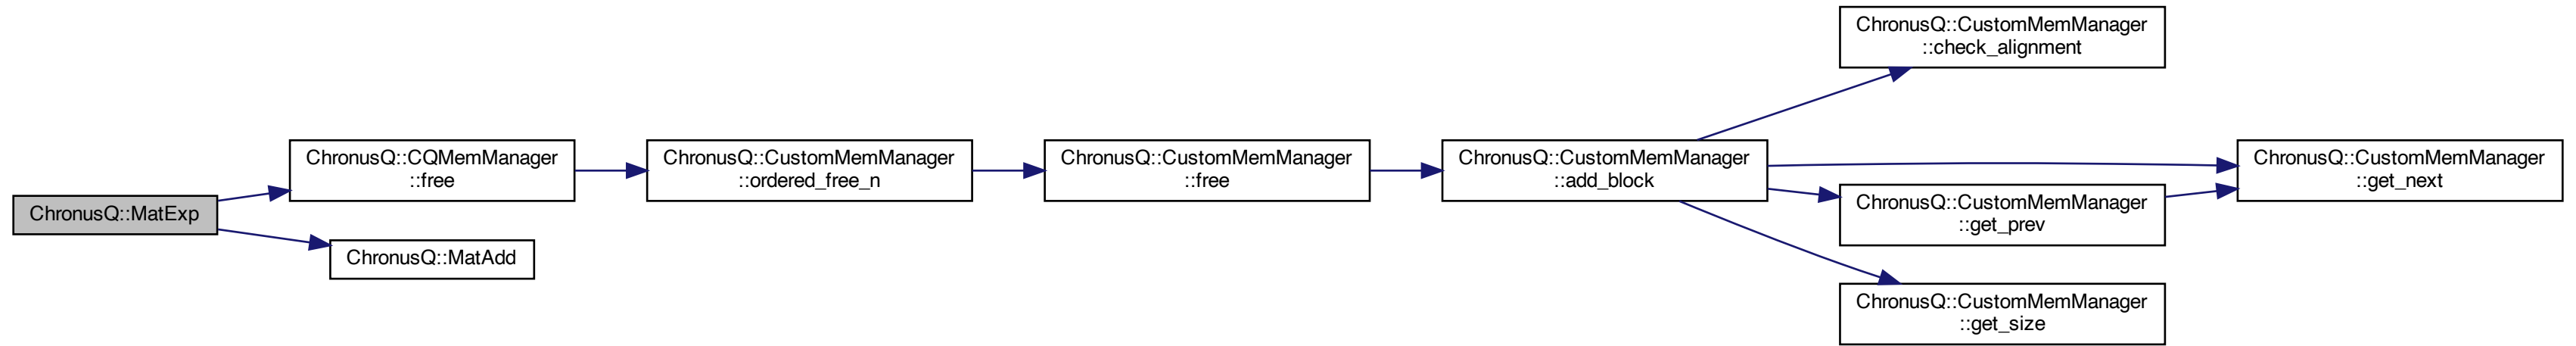 ChronusQ::MatExp
ChronusQ::CQMemManager
::free
ChronusQ::MatAdd
ChronusQ::CustomMemManager
::ordered_free_n
ChronusQ::CustomMemManager
::free
ChronusQ::CustomMemManager
::add_block
ChronusQ::CustomMemManager
::check_alignment
ChronusQ::CustomMemManager
::get_prev
ChronusQ::CustomMemManager
::get_size
ChronusQ::CustomMemManager
::get_next